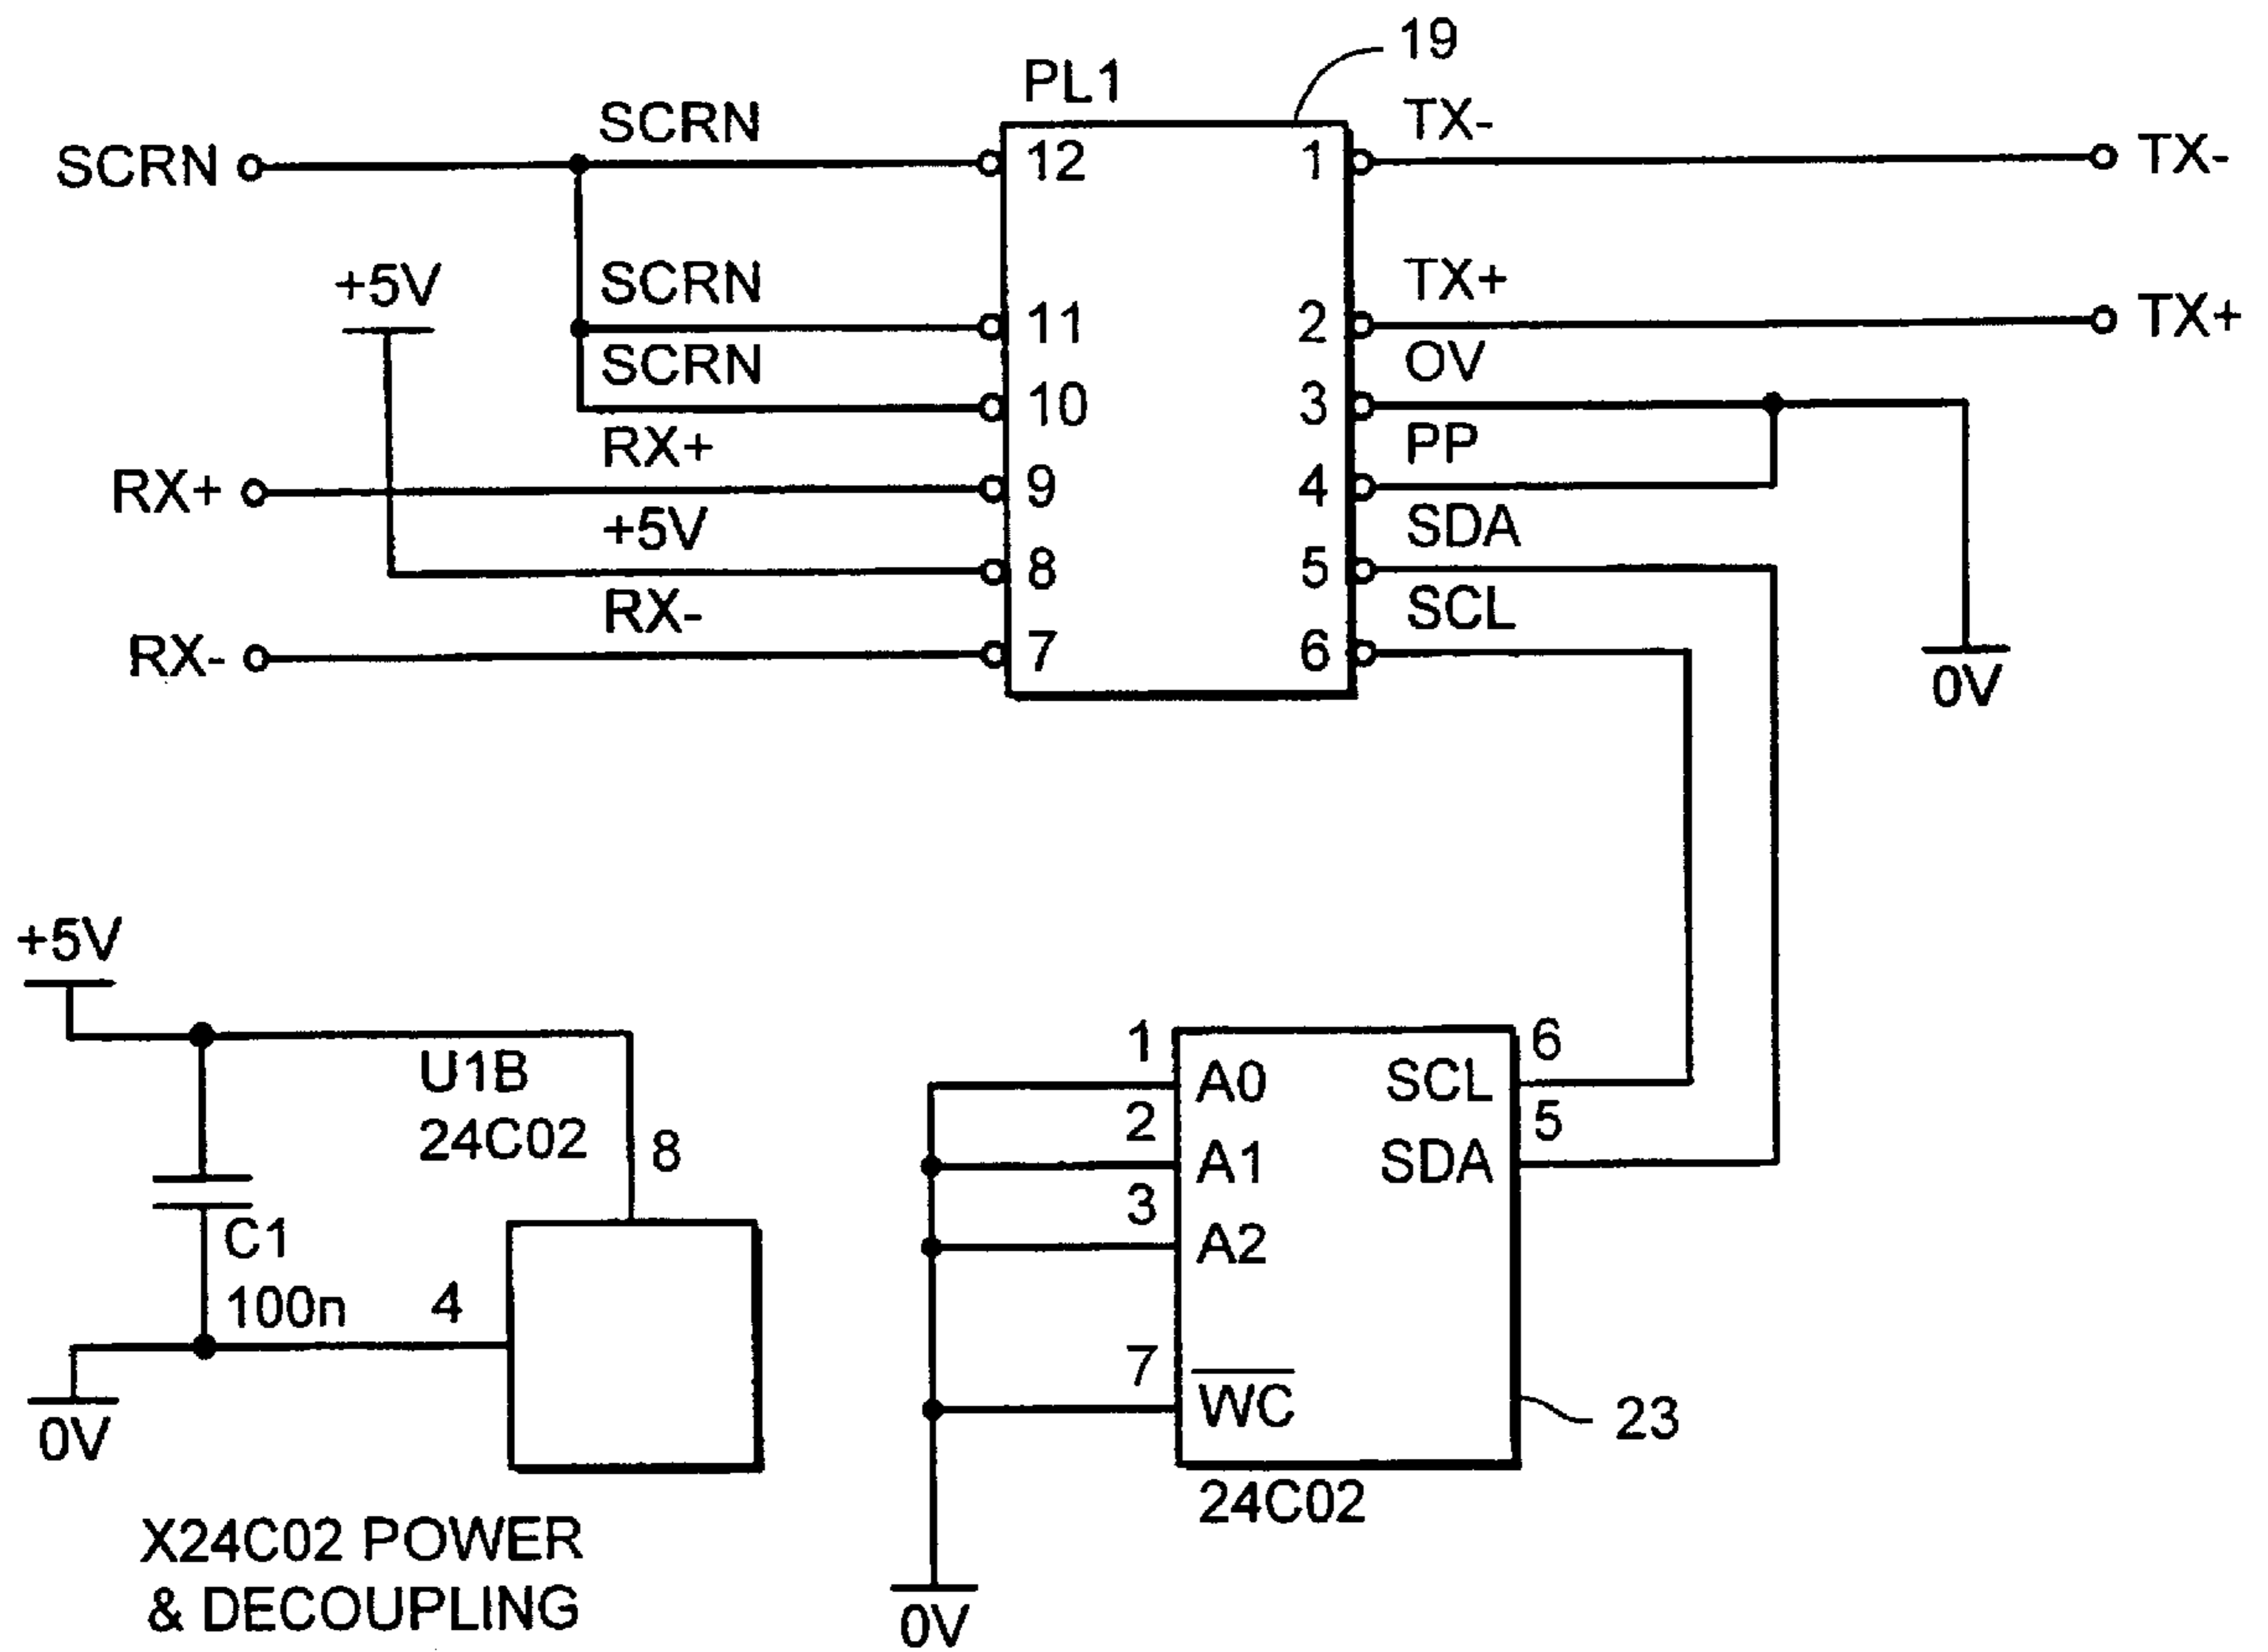 19
PL1
SCRN
SCRN
12
1
TX-
TX-
+5V
SCRN
11
2
TX+
TX+
SCRN
10
3
OV
RX+
RX+
9
4
PP
+5V
8
5
SDA
RX-
RX-
7
6
SCL
0V
+5V
U1B
24C02
8
C1
100n
4
0V
X24C02 POWER
& DECOUPLING
1
A0
SCL
6
2
A1
SDA
5
3
A2
7
WC
23
24C02
0V